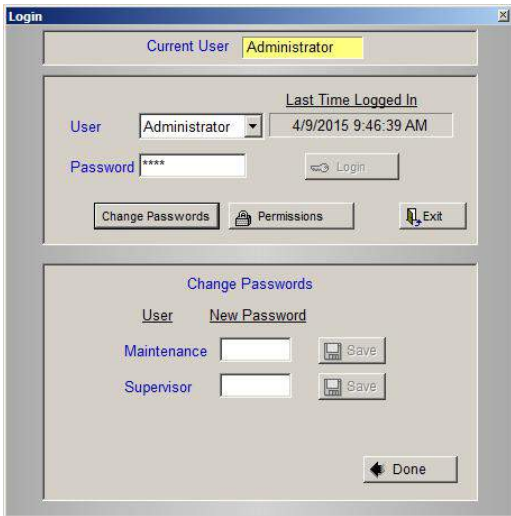 Login
Current User Administrator
Last Time Logged In
User Administrator 4/9/2015 9:46:39 AM
Password **** Login
Change Passwords Permissions Exit
Change Passwords
User New Password
Maintenance Save
Supervisor Save
Done